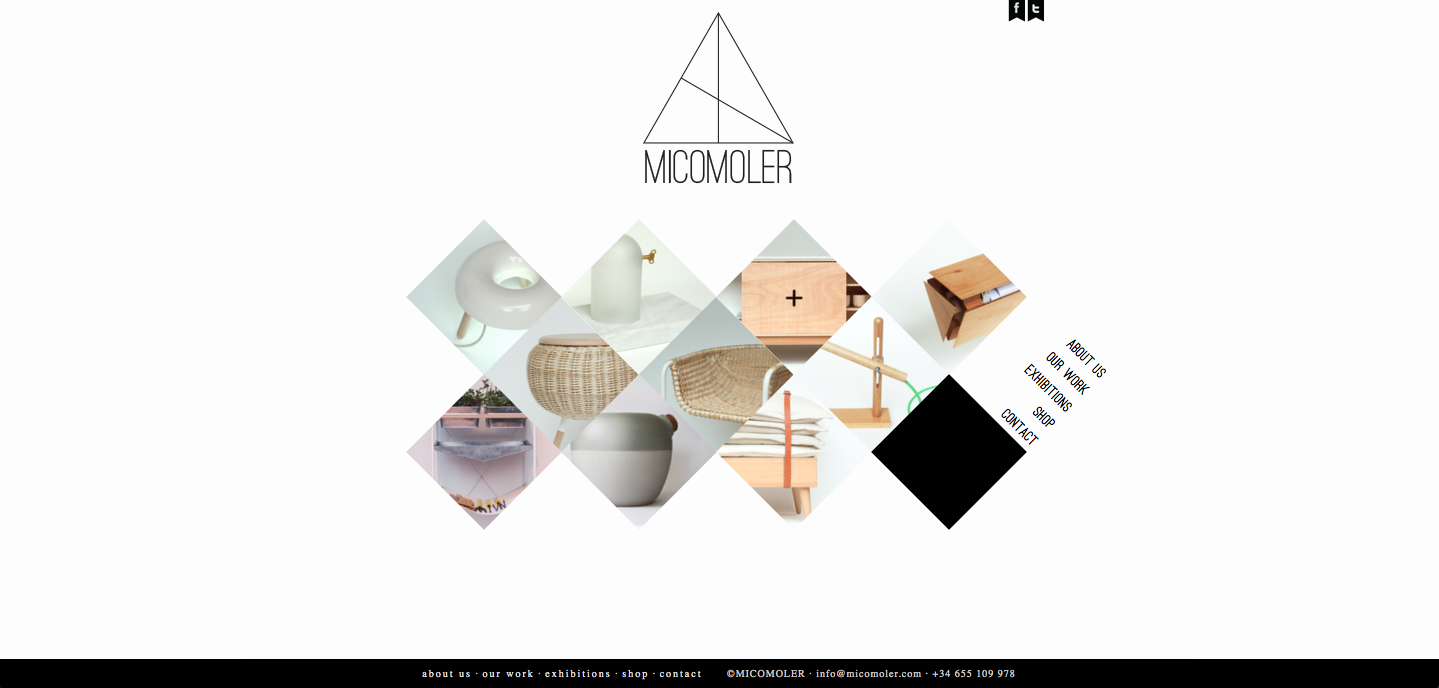 f t
MICOMOLER
+
ABOUT US
OUR WORK
EXHIBITIONS
SHOP
CONTACT
about us · our work · exhibitions · shop · contact ©MICOMOLER · info@micomoler.com · +34 655 109 978